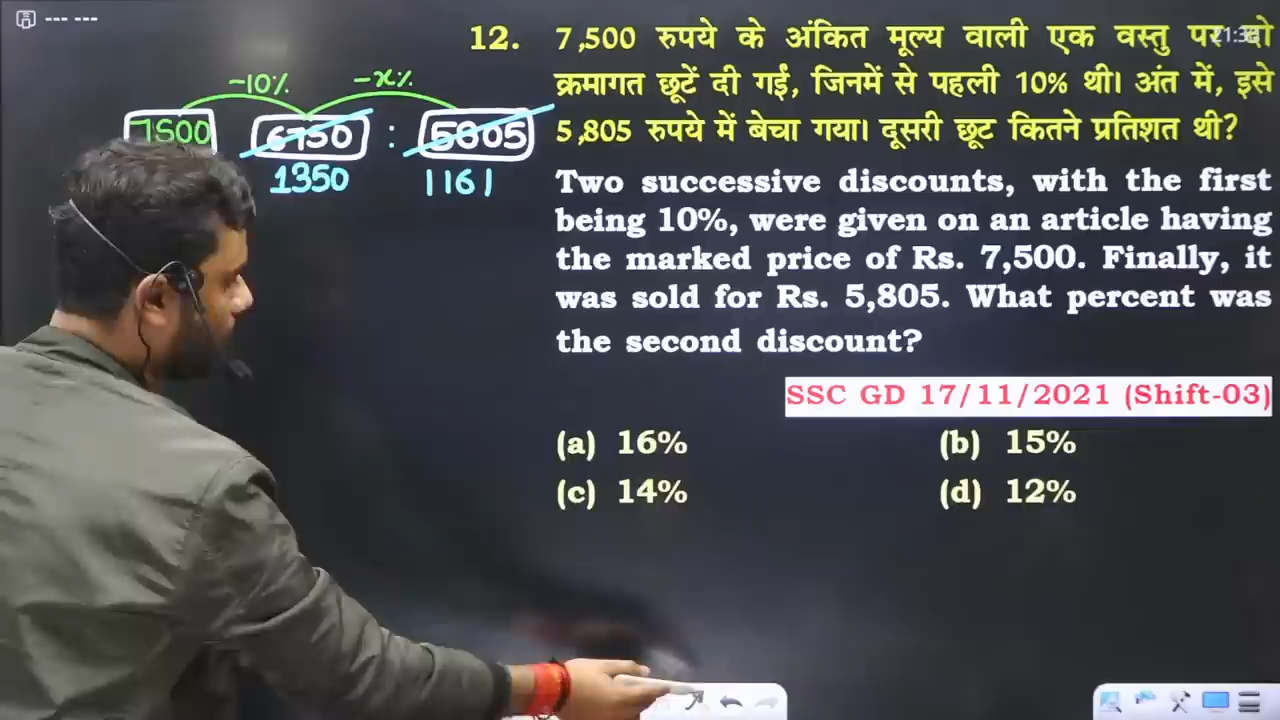 12. 7,500 रुपये के अंकित मूल्य वाली एक वस्तु पर दो
क्रमागत छूटें दी गईं, जिनमें से पहली 10% थी। अंत में, इसे
5,805 रुपये में बेचा गया। दूसरी छूट कितने प्रतिशत थी?
-10% -x%
7500 6750 : 5805
1350 1161
Two successive discounts, with the first
being 10%, were given on an article having
the marked price of Rs. 7,500. Finally, it
was sold for Rs. 5,805. What percent was
the second discount?
SSC GD 17/11/2021 (Shift-03)
(a) 16% (b) 15%
(c) 14% (d) 12%